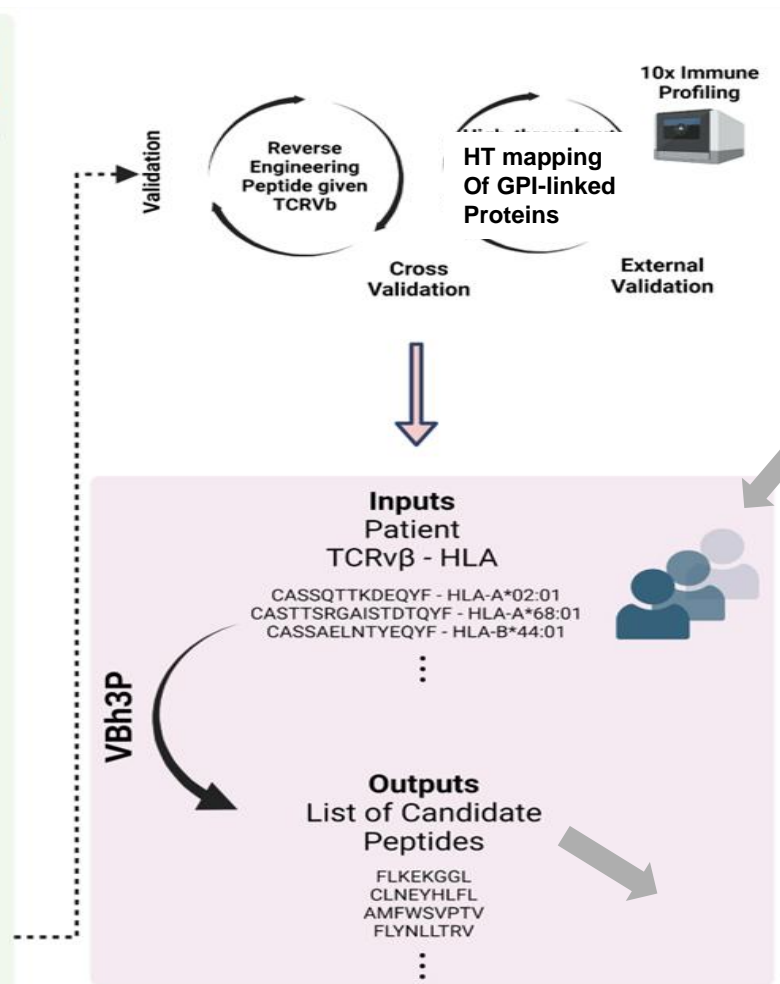 10x Immune
Profiling
Validation
Reverse
Engineering
Peptide given
TCRVb
HT mapping
Of GPI-linked
Proteins
Cross
Validation
External
Validation
Inputs
Patient
TCRvβ - HLA
CASSQTTKDEQYF - HLA-A*02:01
CASTTSRGAISTDTQYF - HLA-A*68:01
CASSAELNTYEQYF - HLA-B*44:01
⋮
VBh3P
Outputs
List of Candidate
Peptides
FLKEKGGL
CLNEYHLFL
AMFWSVPTV
FLYNLLTRV
⋮